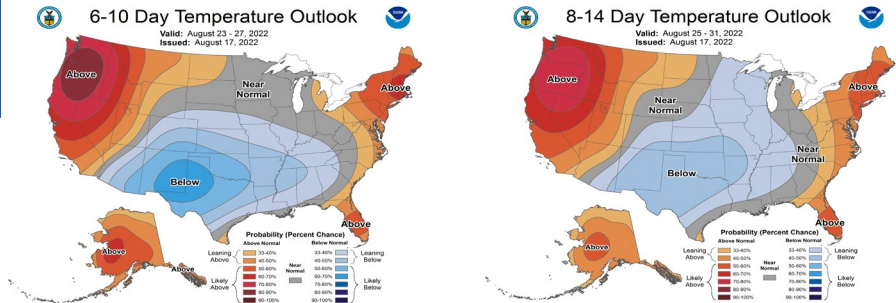 6-10 Day Temperature Outlook
Valid: August 23 - 27, 2022
Issued: August 17, 2022
Above
Near
Normal
Above
Below
Above
Above
Above
Probability (Percent Chance)
Above Normal
Below Normal
Leaning
Above
Likely
Above
33-40%
40-50%
50-60%
60-70%
70-80%
80-90%
90-100%
Near
Normal
33-40%
40-50%
50-60%
60-70%
70-80%
80-90%
90-100%
Leaning
Below
Likely
Below
8-14 Day Temperature Outlook
Valid: August 25 - 31, 2022
Issued: August 17, 2022
Above
Near
Normal
Above
Near
Normal
Below
Above
Above
Above
Probability (Percent Chance)
Above Normal
Below Normal
Leaning
Above
Likely
Above
33-40%
40-50%
50-60%
60-70%
70-80%
80-90%
90-100%
Near
Normal
33-40%
40-50%
50-60%
60-70%
70-80%
80-90%
90-100%
Leaning
Below
Likely
Below